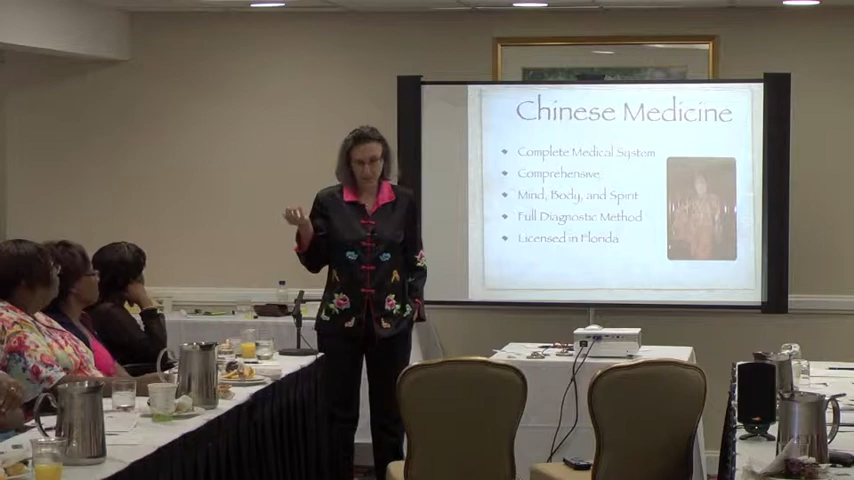 Chinese Medicine
Complete Medical System
Comprehensive
Mind, Body, and Spirit
Full Diagnostic Method
Licensed in Florida